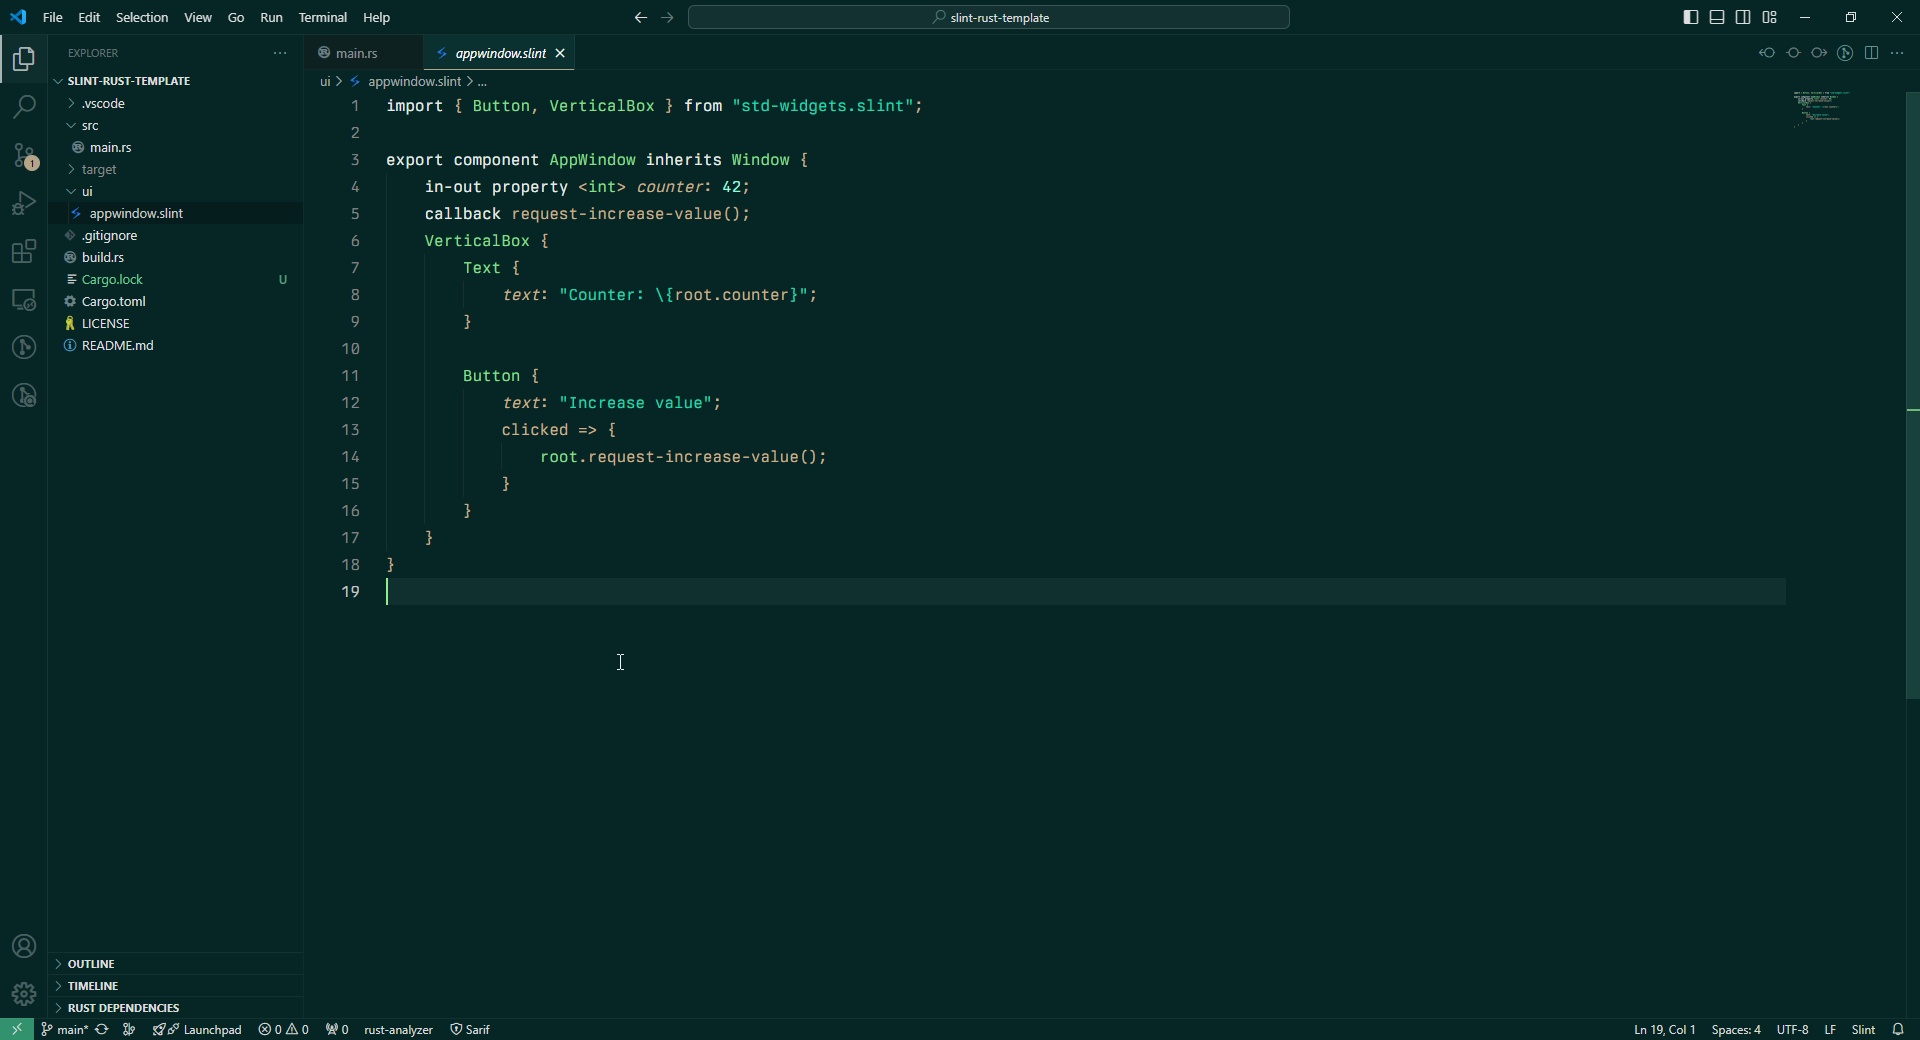 File Edit Selection View Go Run Terminal Help
slint-rust-template
EXPLORER
SLINT-RUST-TEMPLATE
.vscode
src
main.rs
target
ui
appwindow.slint
.gitignore
build.rs
Cargo.lock U
Cargo.toml
LICENSE
README.md
OUTLINE
TIMELINE
RUST DEPENDENCIES
1
main.rs appwindow.slint
ui > appwindow.slint > ...
1 import { Button, VerticalBox } from "std-widgets.slint";
2
3 export component AppWindow inherits Window {
4     in-out property <int> counter: 42;
5     callback request-increase-value();
6     VerticalBox {
7         Text {
8             text: "Counter: \{root.counter}";
9         }
10
11         Button {
12             text: "Increase value";
13             clicked => {
14                 root.request-increase-value();
15             }
16         }
17     }
18 }
19
main* Launchpad 0 0 0 rust-analyzer Sarif
Ln 19, Col 1 Spaces: 4 UTF-8 LF Slint